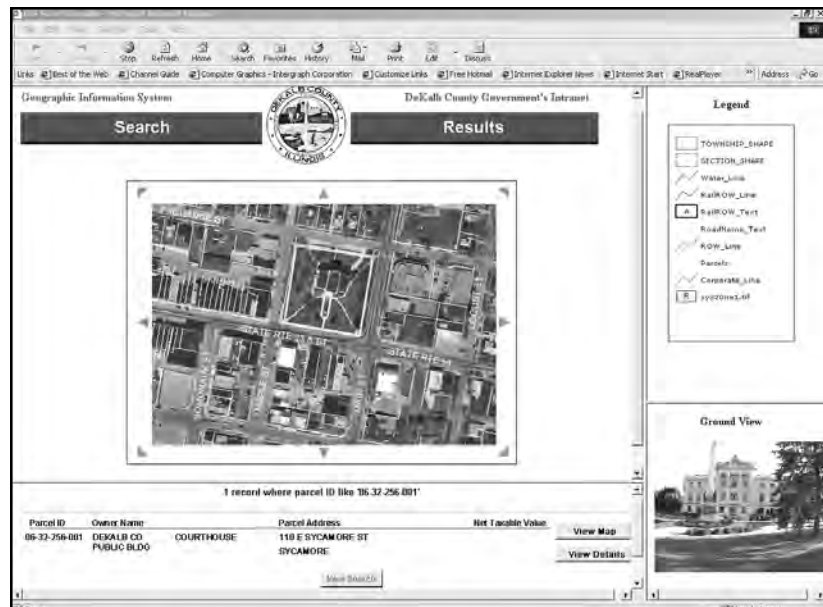 Stop Refresh Home Search Favorites History Mail Print Edit Discuss
Links Best of the Web Channel Guide Computer Graphics - Intergraph Corporation Customize Links Free Hotmail Internet Explorer News Internet Start RealPlayer » Address Go
Geographic Information System
DeKalb County Government's Intranet
Search
DEKALB COUNTY
ILLINOIS
Results
STATE RTE 64
Legend
TOWNSHIP_SHAPE
SECTION_SHAPE
Water_Line
RailROW_Line
A RailROW_Text
RoadName_Text
ROW_Line
Parcels
Corporate_Line
R
Ground View
1 record where parcel ID like '06-32-256-001'
Parcel ID Owner Name Parcel Address Net Taxable Value
View Map
06-32-256-001 DEKALB CO COURTHOUSE 110 E SYCAMORE ST
PUBLIC BLDG SYCAMORE
View Details
New Search